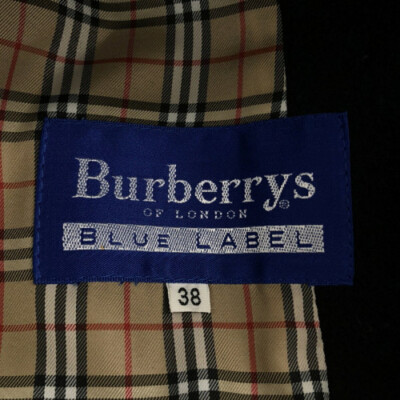 Burberrys®
OF LONDON
BLUE LABEL
38